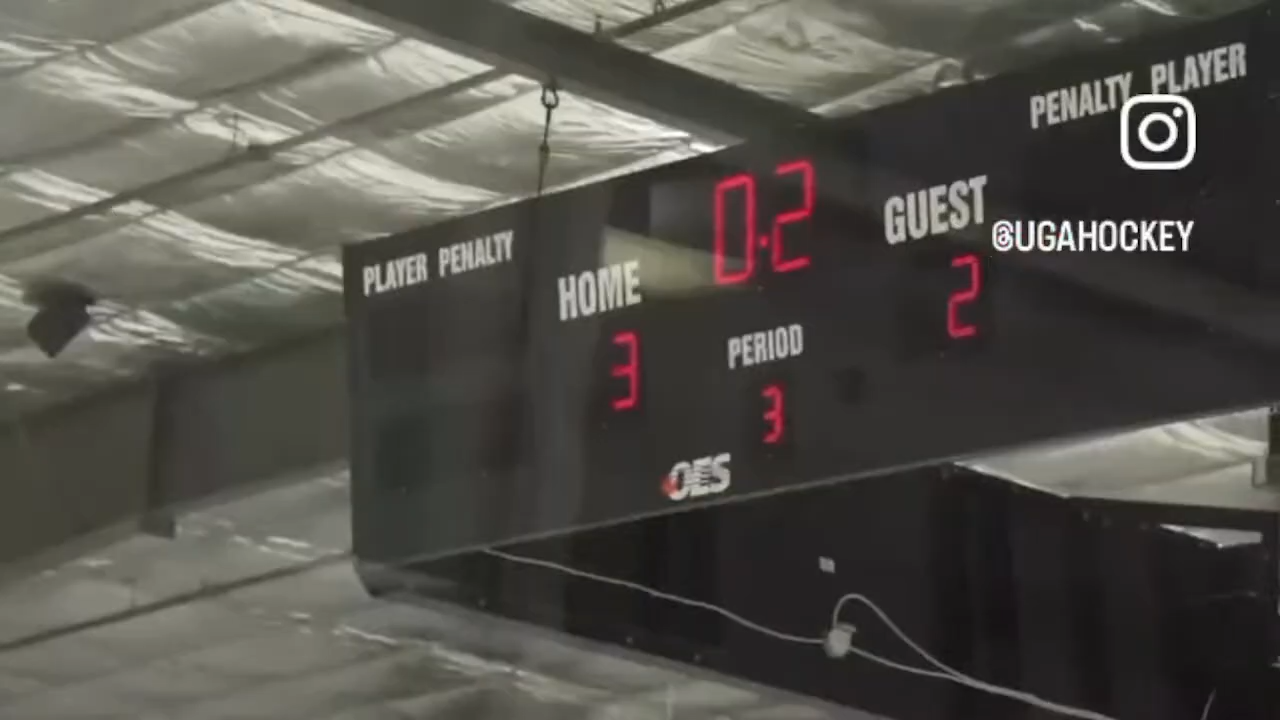 PENALTY PLAYER
@UGAHOCKEY
0.2
GUEST
PLAYER PENALTY
HOME
2
3
PERIOD
3
OES